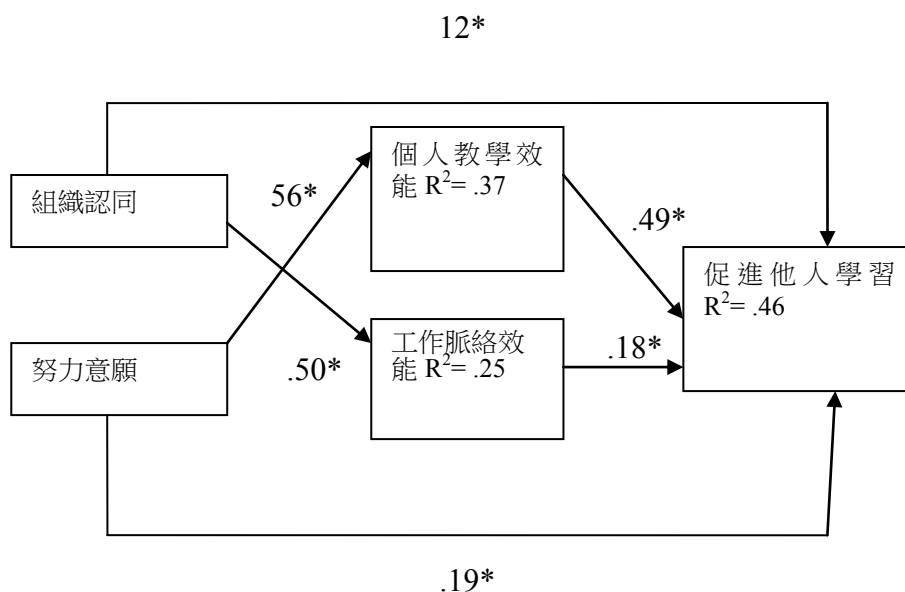 12*
個人教學效
能 R²= .37
組織認同
56*
.49*
促進他人學習
R²= .46
工作脈絡效
能 R²= .25
.18*
努力意願
.50*
.19*